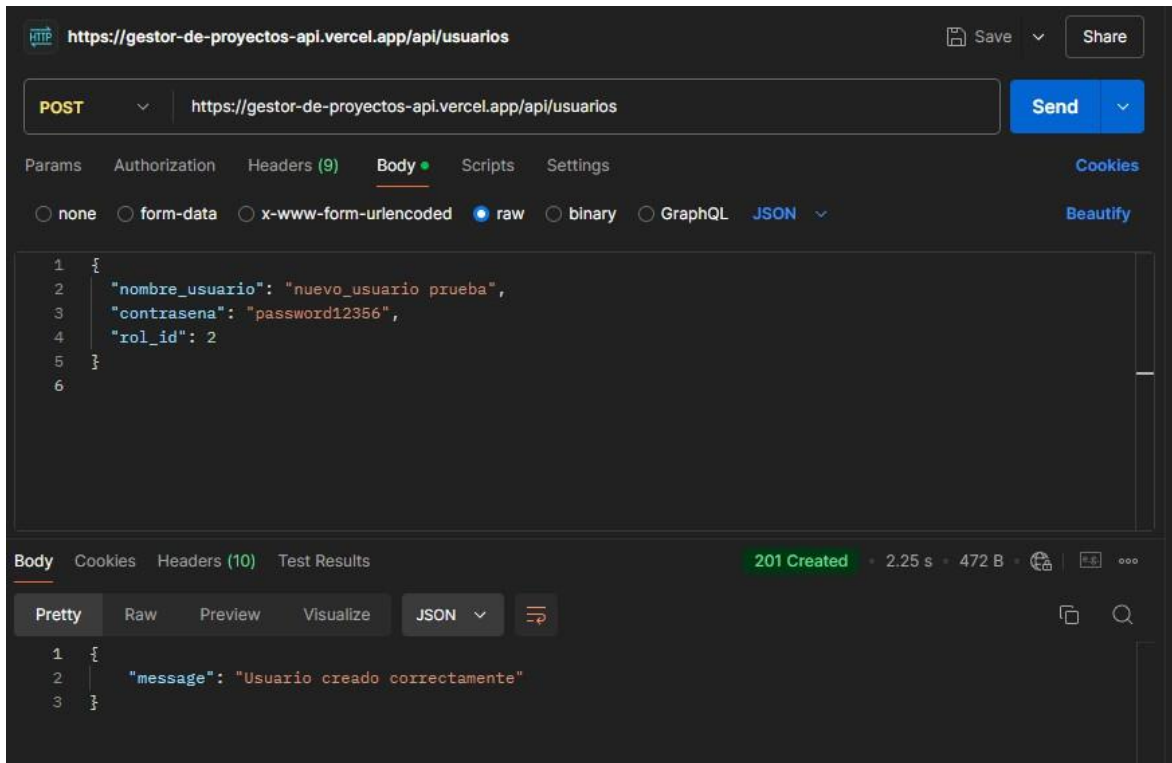 HTTP https://gestor-de-proyectos-api.vercel.app/api/usuarios Save Share
POST https://gestor-de-proyectos-api.vercel.app/api/usuarios Send
Params Authorization Headers (9) Body Scripts Settings Cookies
none form-data x-www-form-urlencoded raw binary GraphQL JSON Beautify
1 {
2 "nombre_usuario": "nuevo_usuario prueba",
3 "contrasena": "password12356",
4 "rol_id": 2
5 }
6
Body Cookies Headers (10) Test Results 201 Created 2.25 s 472 B e.g.
Pretty Raw Preview Visualize JSON
1 {
2 "message": "Usuario creado correctamente"
3 }